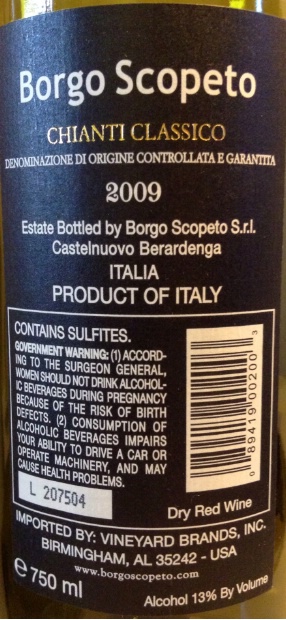 Borgo Scopeto
CHIANTI CLASSICO
DENOMINAZIONE DI ORIGINE CONTROLLATA E GARANTITA
2009
Estate Bottled by Borgo Scopeto S.r.l.
Castelnuovo Berardenga
ITALIA
PRODUCT OF ITALY
CONTAINS SULFITES.
GOVERNMENT WARNING: (1) ACCORD-
ING TO THE SURGEON GENERAL,
WOMEN SHOULD NOT DRINK ALCOHOL-
IC BEVERAGES DURING PREGNANCY
BECAUSE OF THE RISK OF BIRTH
DEFECTS. (2) CONSUMPTION OF
ALCOHOLIC BEVERAGES IMPAIRS
YOUR ABILITY TO DRIVE A CAR OR
OPERATE MACHINERY, AND MAY
CAUSE HEALTH PROBLEMS.
L 207504
0 89419 00200 3
Dry Red Wine
IMPORTED BY: VINEYARD BRANDS, INC.
BIRMINGHAM, AL 35242 - USA
www.borgoscopeto.com
e 750 ml
Alcohol 13% By Volume